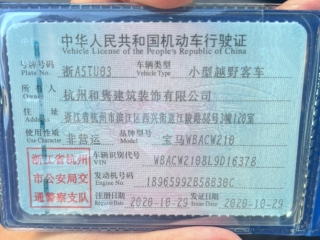 中华人民共和国机动车行驶证
Vehicle License of the People's Republic of China
号牌号码 浙A5TU03 车辆类型 小型越野客车
Plate No. Vehicle Type
所有人 杭州和隽建筑装饰有限公司
Owner
住址 浙江省杭州市滨江区西兴街道江陵路88号3幢120室
Address
使用性质 非营运 品牌型号 宝马WBACW210
Use Character Model
浙江省杭州
市公安局交
通警察支队
车辆识别代号 WBACW2108L9D16378
VIN
发动机号码 18965992B58B30C
Engine No.
注册日期 2020-10-29 发证日期 2020-10-29
Register Date Issue Date